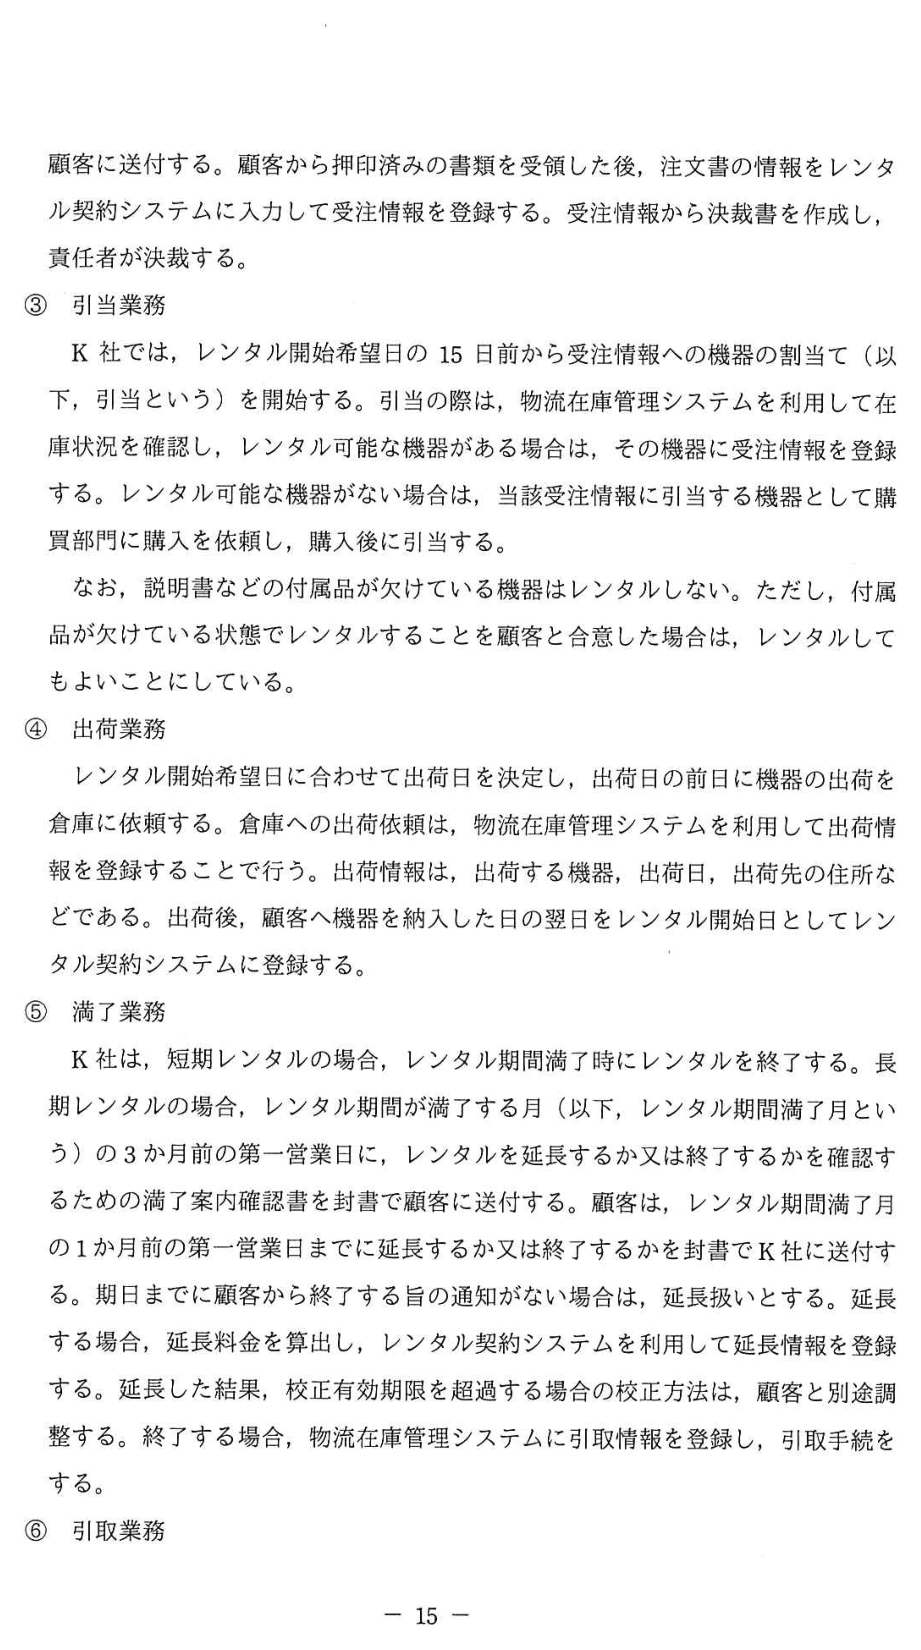 顧客に送付する。顧客から押印済みの書類を受領した後，注文書の情報をレンタ
ル契約システムに入力して受注情報を登録する。受注情報から決裁書を作成し，
責任者が決裁する。
③ 引当業務
K 社では，レンタル開始希望日の 15 日前から受注情報への機器の割当て（以
下，引当という）を開始する。引当の際は，物流在庫管理システムを利用して在
庫状況を確認し，レンタル可能な機器がある場合は，その機器に受注情報を登録
する。レンタル可能な機器がない場合は，当該受注情報に引当する機器として購
買部門に購入を依頼し，購入後に引当する。
なお，説明書などの付属品が欠けている機器はレンタルしない。ただし，付属
品が欠けている状態でレンタルすることを顧客と合意した場合は，レンタルして
もよいことにしている。
④ 出荷業務
レンタル開始希望日に合わせて出荷日を決定し，出荷日の前日に機器の出荷を
倉庫に依頼する。倉庫への出荷依頼は，物流在庫管理システムを利用して出荷情
報を登録することで行う。出荷情報は，出荷する機器，出荷日，出荷先の住所な
どである。出荷後，顧客へ機器を納入した日の翌日をレンタル開始日としてレン
タル契約システムに登録する。
⑤ 満了業務
K 社は，短期レンタルの場合，レンタル期間満了時にレンタルを終了する。長
期レンタルの場合，レンタル期間が満了する月（以下，レンタル期間満了月とい
う）の 3 か月前の第一営業日に，レンタルを延長するか又は終了するかを確認す
るための満了案内確認書を封書で顧客に送付する。顧客は，レンタル期間満了月
の 1 か月前の第一営業日までに延長するか又は終了するかを封書で K 社に送付す
る。期日までに顧客から終了する旨の通知がない場合は，延長扱いとする。延長
する場合，延長料金を算出し，レンタル契約システムを利用して延長情報を登録
する。延長した結果，校正有効期限を超過する場合の校正方法は，顧客と別途調
整する。終了する場合，物流在庫管理システムに引取情報を登録し，引取手続を
する。
⑥ 引取業務
－ 15 －